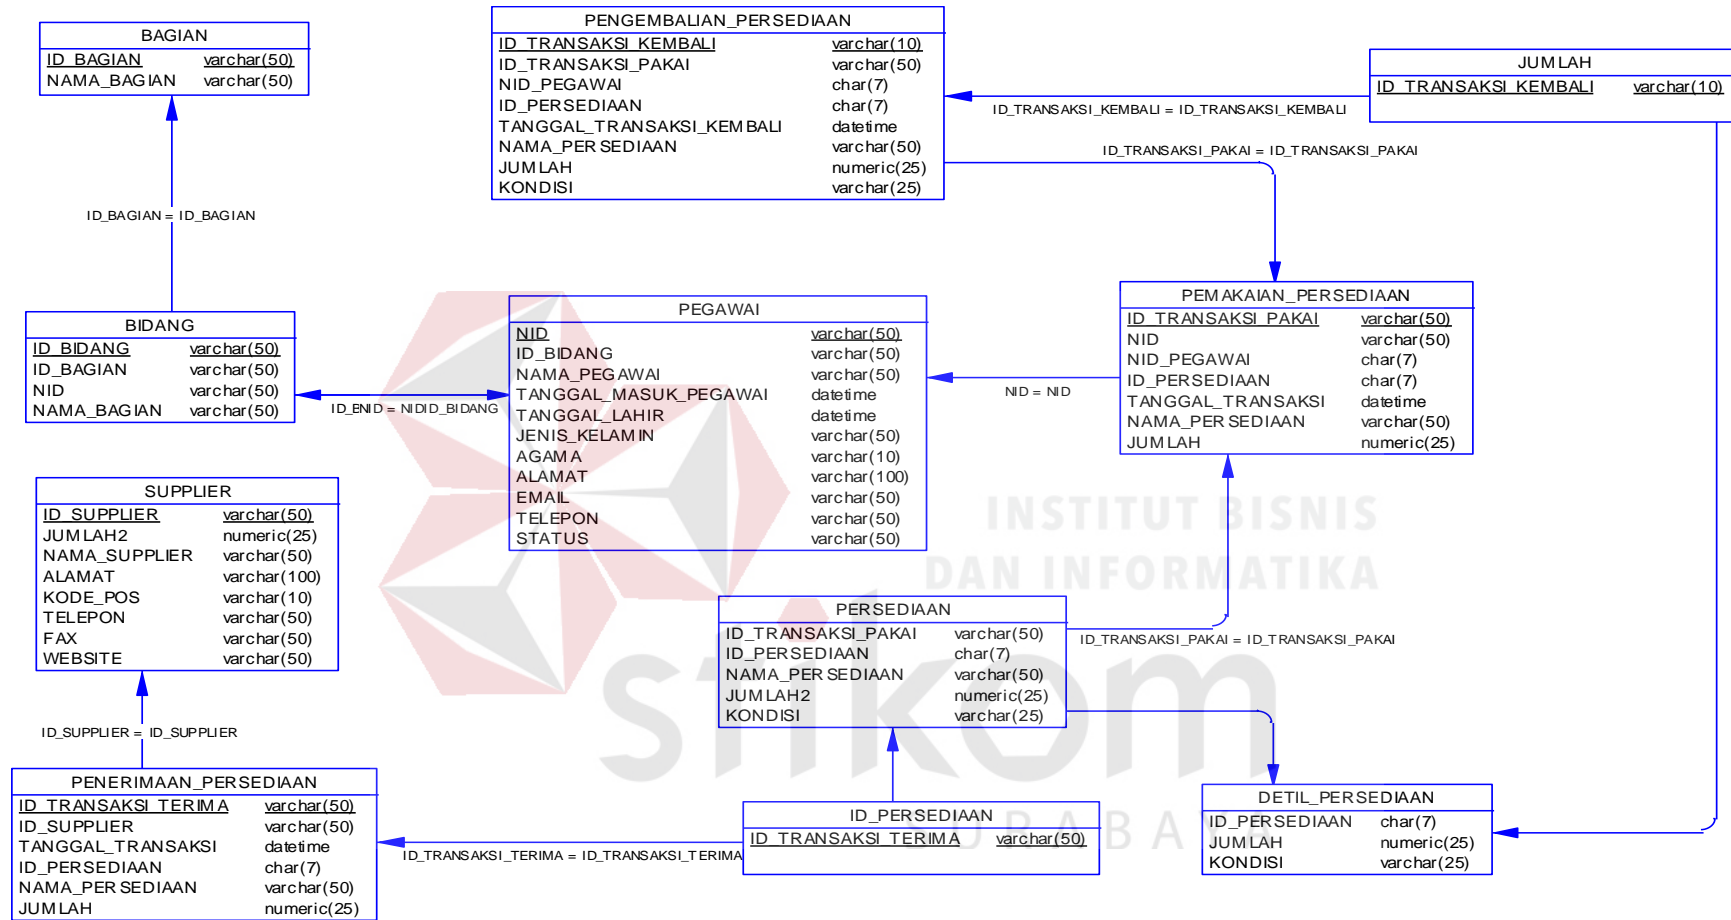 BAGIAN
ID_BAGIAN varchar(50)
NAMA_BAGIAN varchar(50)
PENGEMBALIAN_PERSEDIAAN
ID_TRANSAKSI_KEMBALI varchar(10)
ID_TRANSAKSI_PAKAI varchar(50)
NID_PEGAWAI char(7)
ID_PERSEDIAAN char(7)
TANGGAL_TRANSAKSI_KEMBALI datetime
NAMA_PERSEDIAAN varchar(50)
JUMLAH numeric(25)
KONDISI varchar(25)
JUMLAH
ID_TRANSAKSI_KEMBALI varchar(10)
ID_TRANSAKSI_KEMBALI = ID_TRANSAKSI_KEMBALI
ID_TRANSAKSI_PAKAI = ID_TRANSAKSI_PAKAI
ID_BAGIAN = ID_BAGIAN
BIDANG
ID_BIDANG varchar(50)
ID_BAGIAN varchar(50)
NID varchar(50)
NAMA_BAGIAN varchar(50)
PEGAWAI
NID varchar(50)
ID_BIDANG varchar(50)
NAMA_PEGAWAI varchar(50)
TANGGAL_MASUK_PEGAWAI datetime
TANGGAL_LAHIR datetime
JENIS_KELAMIN varchar(50)
AGAMA varchar(10)
ALAMAT varchar(100)
EMAIL varchar(50)
TELEPON varchar(50)
STATUS varchar(50)
PEMAKAIAN_PERSEDIAAN
ID_TRANSAKSI_PAKAI varchar(50)
NID varchar(50)
NID_PEGAWAI char(7)
ID_PERSEDIAAN char(7)
TANGGAL_TRANSAKSI datetime
NAMA_PERSEDIAAN varchar(50)
JUMLAH numeric(25)
NID = NID
SUPPLIER
ID_SUPPLIER varchar(50)
JUMLAH2 numeric(25)
NAMA_SUPPLIER varchar(50)
ALAMAT varchar(100)
KODE_POS varchar(10)
TELEPON varchar(50)
FAX varchar(50)
WEBSITE varchar(50)
INSTITUT BISNIS
DAN INFORMATIKA
stikom
SURABAYA
PERSEDIAAN
ID_TRANSAKSI_PAKAI varchar(50)
ID_PERSEDIAAN char(7)
NAMA_PERSEDIAAN varchar(50)
JUMLAH2 numeric(25)
KONDISI varchar(25)
ID_TRANSAKSI_PAKAI = ID_TRANSAKSI_PAKAI
ID_SUPPLIER = ID_SUPPLIER
PENERIMAAN_PERSEDIAAN
ID_TRANSAKSI_TERIMA varchar(50)
ID_SUPPLIER varchar(50)
TANGGAL_TRANSAKSI datetime
ID_PERSEDIAAN char(7)
NAMA_PERSEDIAAN varchar(50)
JUMLAH numeric(25)
ID_TRANSAKSI_TERIMA = ID_TRANSAKSI_TERIMA
ID_PERSEDIAAN
ID_TRANSAKSI_TERIMA varchar(50)
DETIL_PERSEDIAAN
ID_PERSEDIAAN char(7)
JUMLAH numeric(25)
KONDISI varchar(25)